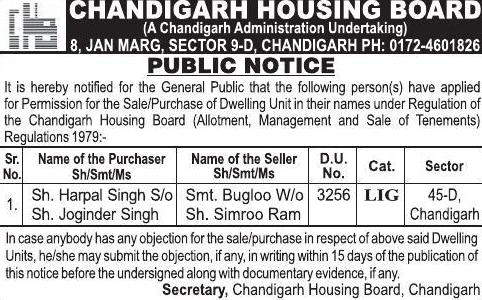 CHANDIGARH HOUSING BOARD
(A Chandigarh Administration Undertaking)
8, JAN MARG, SECTOR 9-D, CHANDIGARH PH: 0172-4601826
PUBLIC NOTICE
It is hereby notified for the General Public that the following person(s) have applied
for Permission for the Sale/Purchase of Dwelling Unit in their names under Regulation of
the Chandigarh Housing Board (Allotment, Management and Sale of Tenements)
Regulations 1979:-
Sr. No. Name of the Purchaser Sh/Smt/Ms Name of the Seller Sh/Smt/Ms D.U. No. Cat. Sector
1. Sh. Harpal Singh S/o Sh. Joginder Singh Smt. Bugloo W/o Sh. Simroo Ram 3256 LIG 45-D, Chandigarh
In case anybody has any objection for the sale/purchase in respect of above said Dwelling
Units, he/she may submit the objection, if any, in writing within 15 days of the publication of
this notice before the undersigned along with documentary evidence, if any.
Secretary, Chandigarh Housing Board, Chandigarh